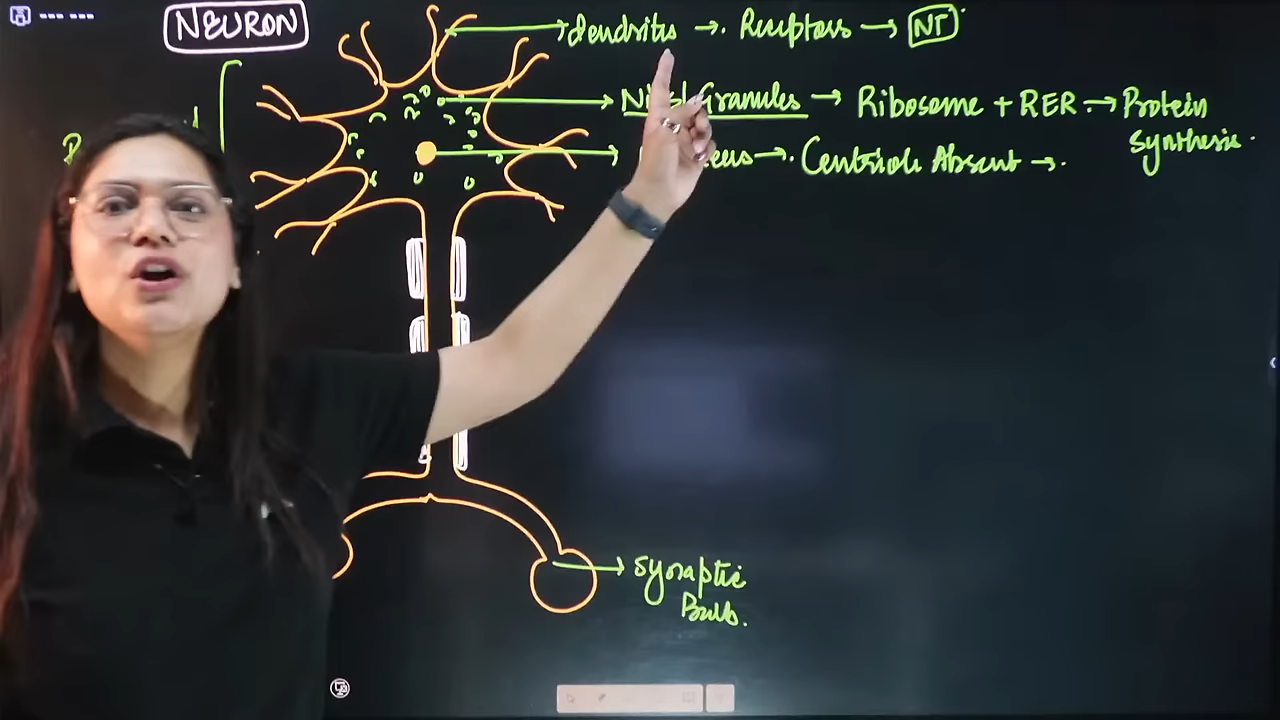 NEURON
dendrites → Receptors → NT
Granules → Ribosome + RER → Protein
Synthesis.
→ Centriole Absent →
Synaptic
Bulb.